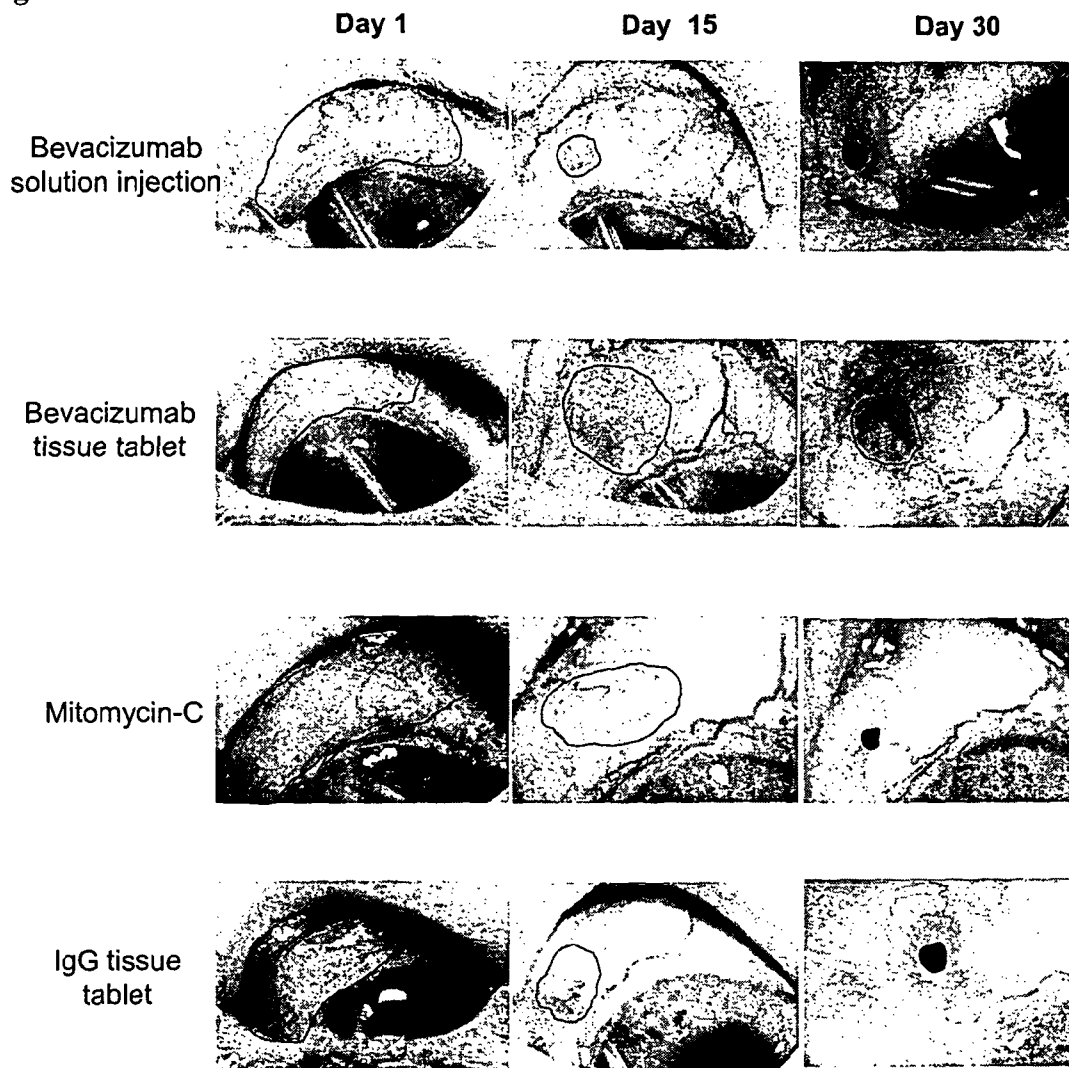 g
Day 1 Day 15 Day 30
Bevacizumab
solution injection
Bevacizumab
tissue tablet
Mitomycin-C
IgG tissue
tablet